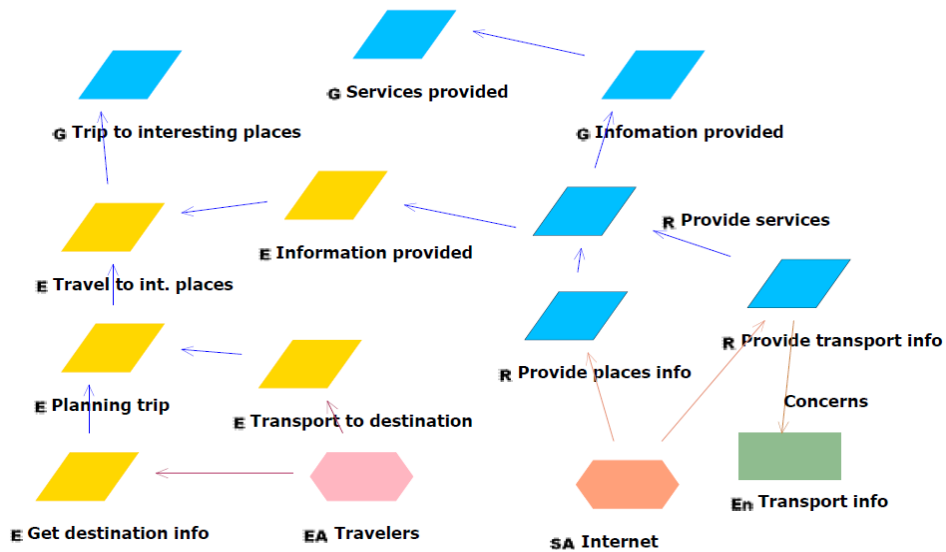 G Services provided
G Trip to interesting places
G Infomation provided
R Provide services
E Information provided
E Travel to int. places
R Provide transport info
R Provide places info
E Planning trip
Concerns
E Transport to destination
En Transport info
E Get destination info
EA Travelers
SA Internet